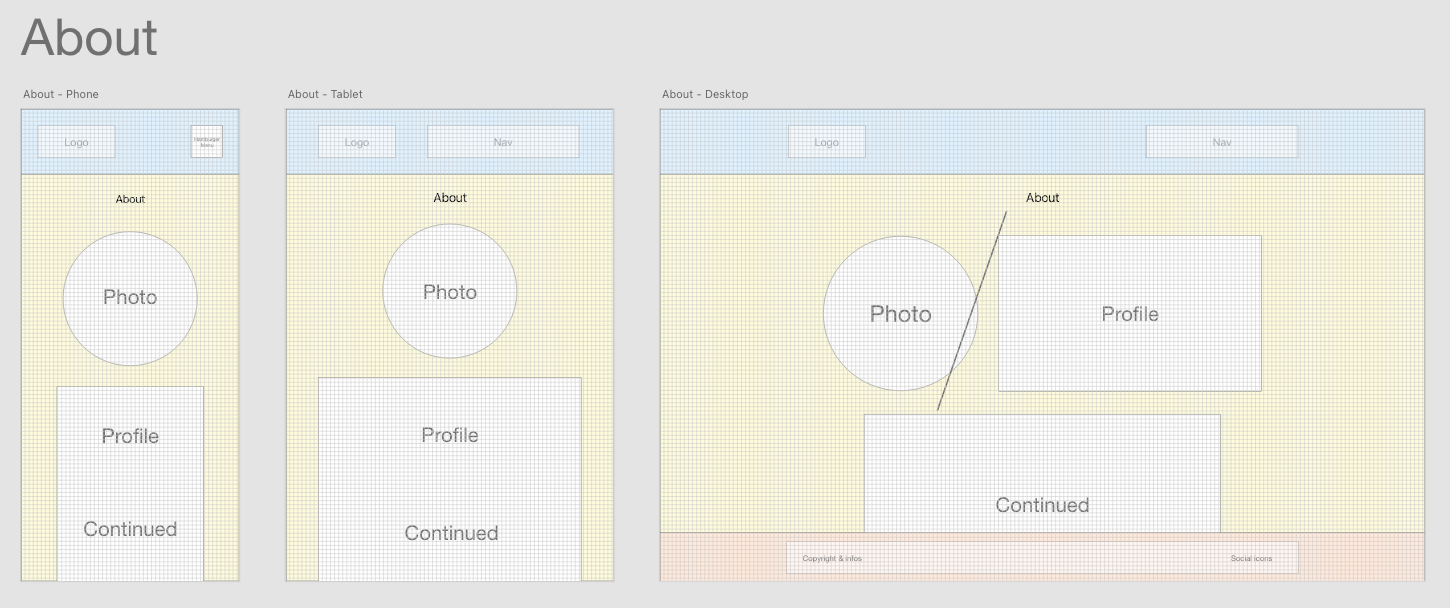 About
About - Phone
Logo
Hamburger
Menu
About
Photo
Profile
Continued
About - Tablet
Logo
Nav
About
Photo
Profile
Continued
About - Desktop
Logo
Nav
About
Photo
Profile
Continued
Copyright & infos
Social icons